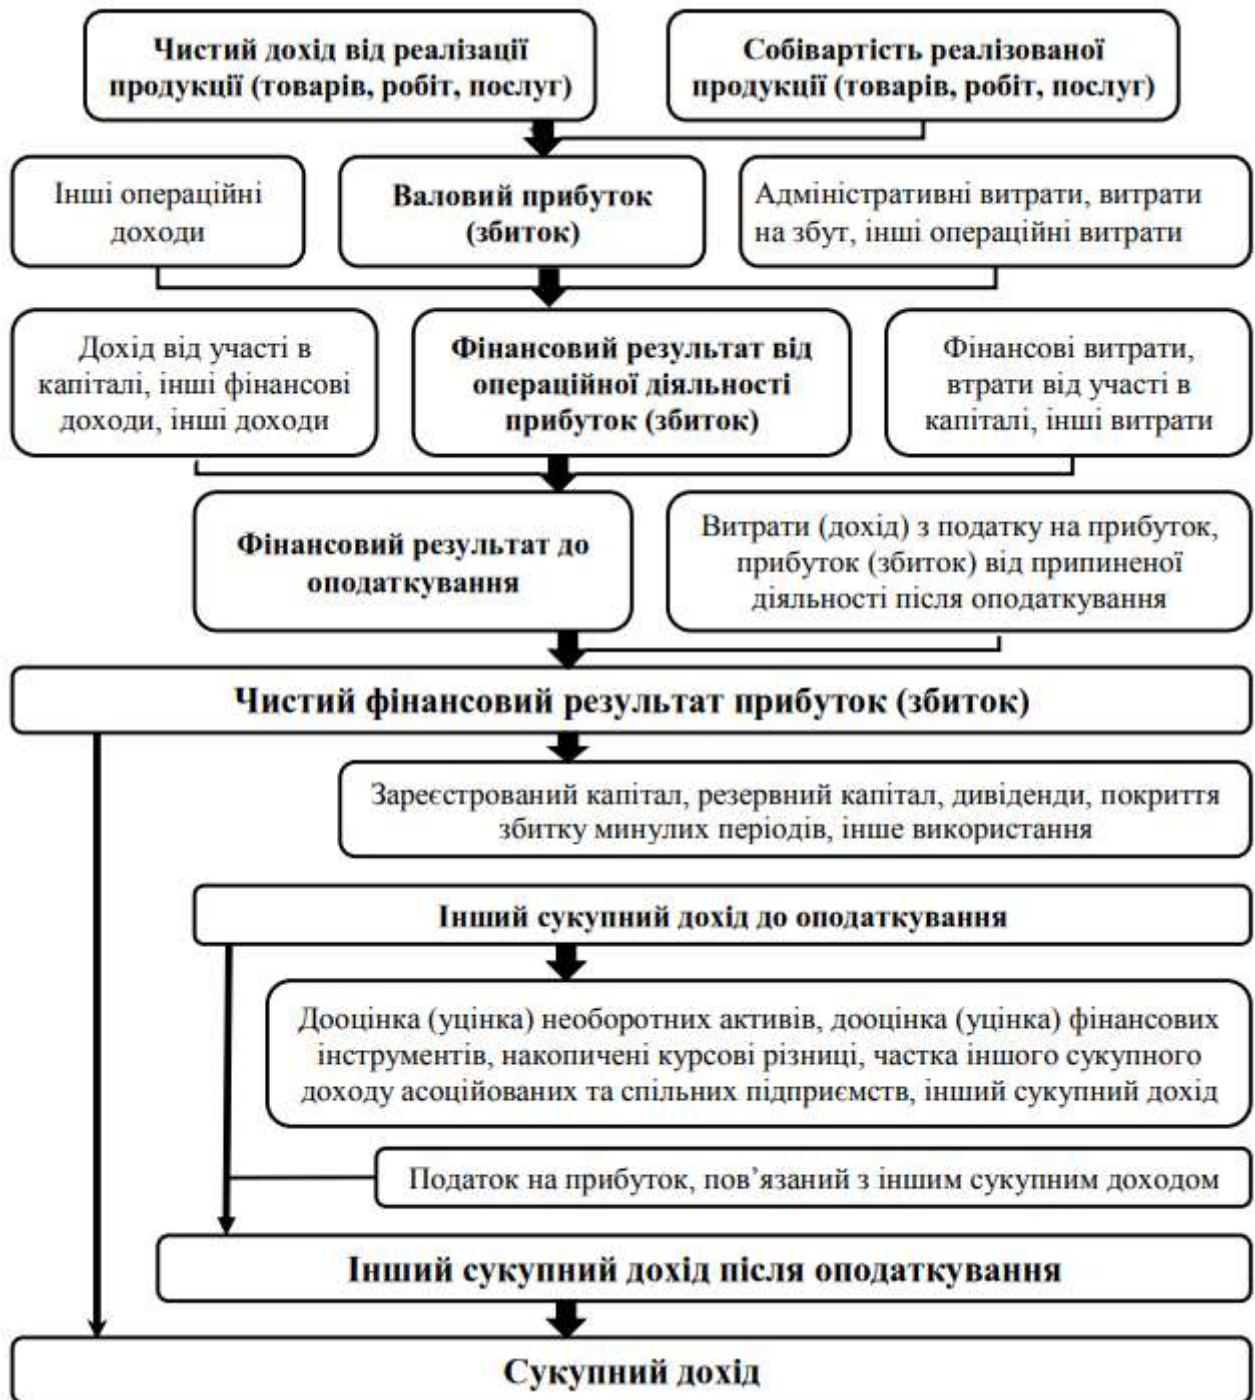 Чистий дохід від реалізації
продукції (товарів, робіт, послуг)
Собівартість реалізованої
продукції (товарів, робіт, послуг)
Інші операційні
доходи
Валовий прибуток
(збиток)
Адміністративні витрати, витрати
на збут, інші операційні витрати
Дохід від участі в
капіталі, інші фінансові
доходи, інші доходи
Фінансовий результат від
операційної діяльності
прибуток (збиток)
Фінансові витрати,
втрати від участі в
капіталі, інші витрати
Фінансовий результат до
оподаткування
Витрати (дохід) з податку на прибуток,
прибуток (збиток) від припиненої
діяльності після оподаткування
Чистий фінансовий результат прибуток (збиток)
Зареєстрований капітал, резервний капітал, дивіденди, покриття
збитку минулих періодів, інше використання
Інший сукупний дохід до оподаткування
Дооцінка (уцінка) необоротних активів, дооцінка (уцінка) фінансових
інструментів, накопичені курсові різниці, частка іншого сукупного
доходу асоційованих та спільних підприємств, інший сукупний дохід
Податок на прибуток, пов’язаний з іншим сукупним доходом
Інший сукупний дохід після оподаткування
Сукупний дохід